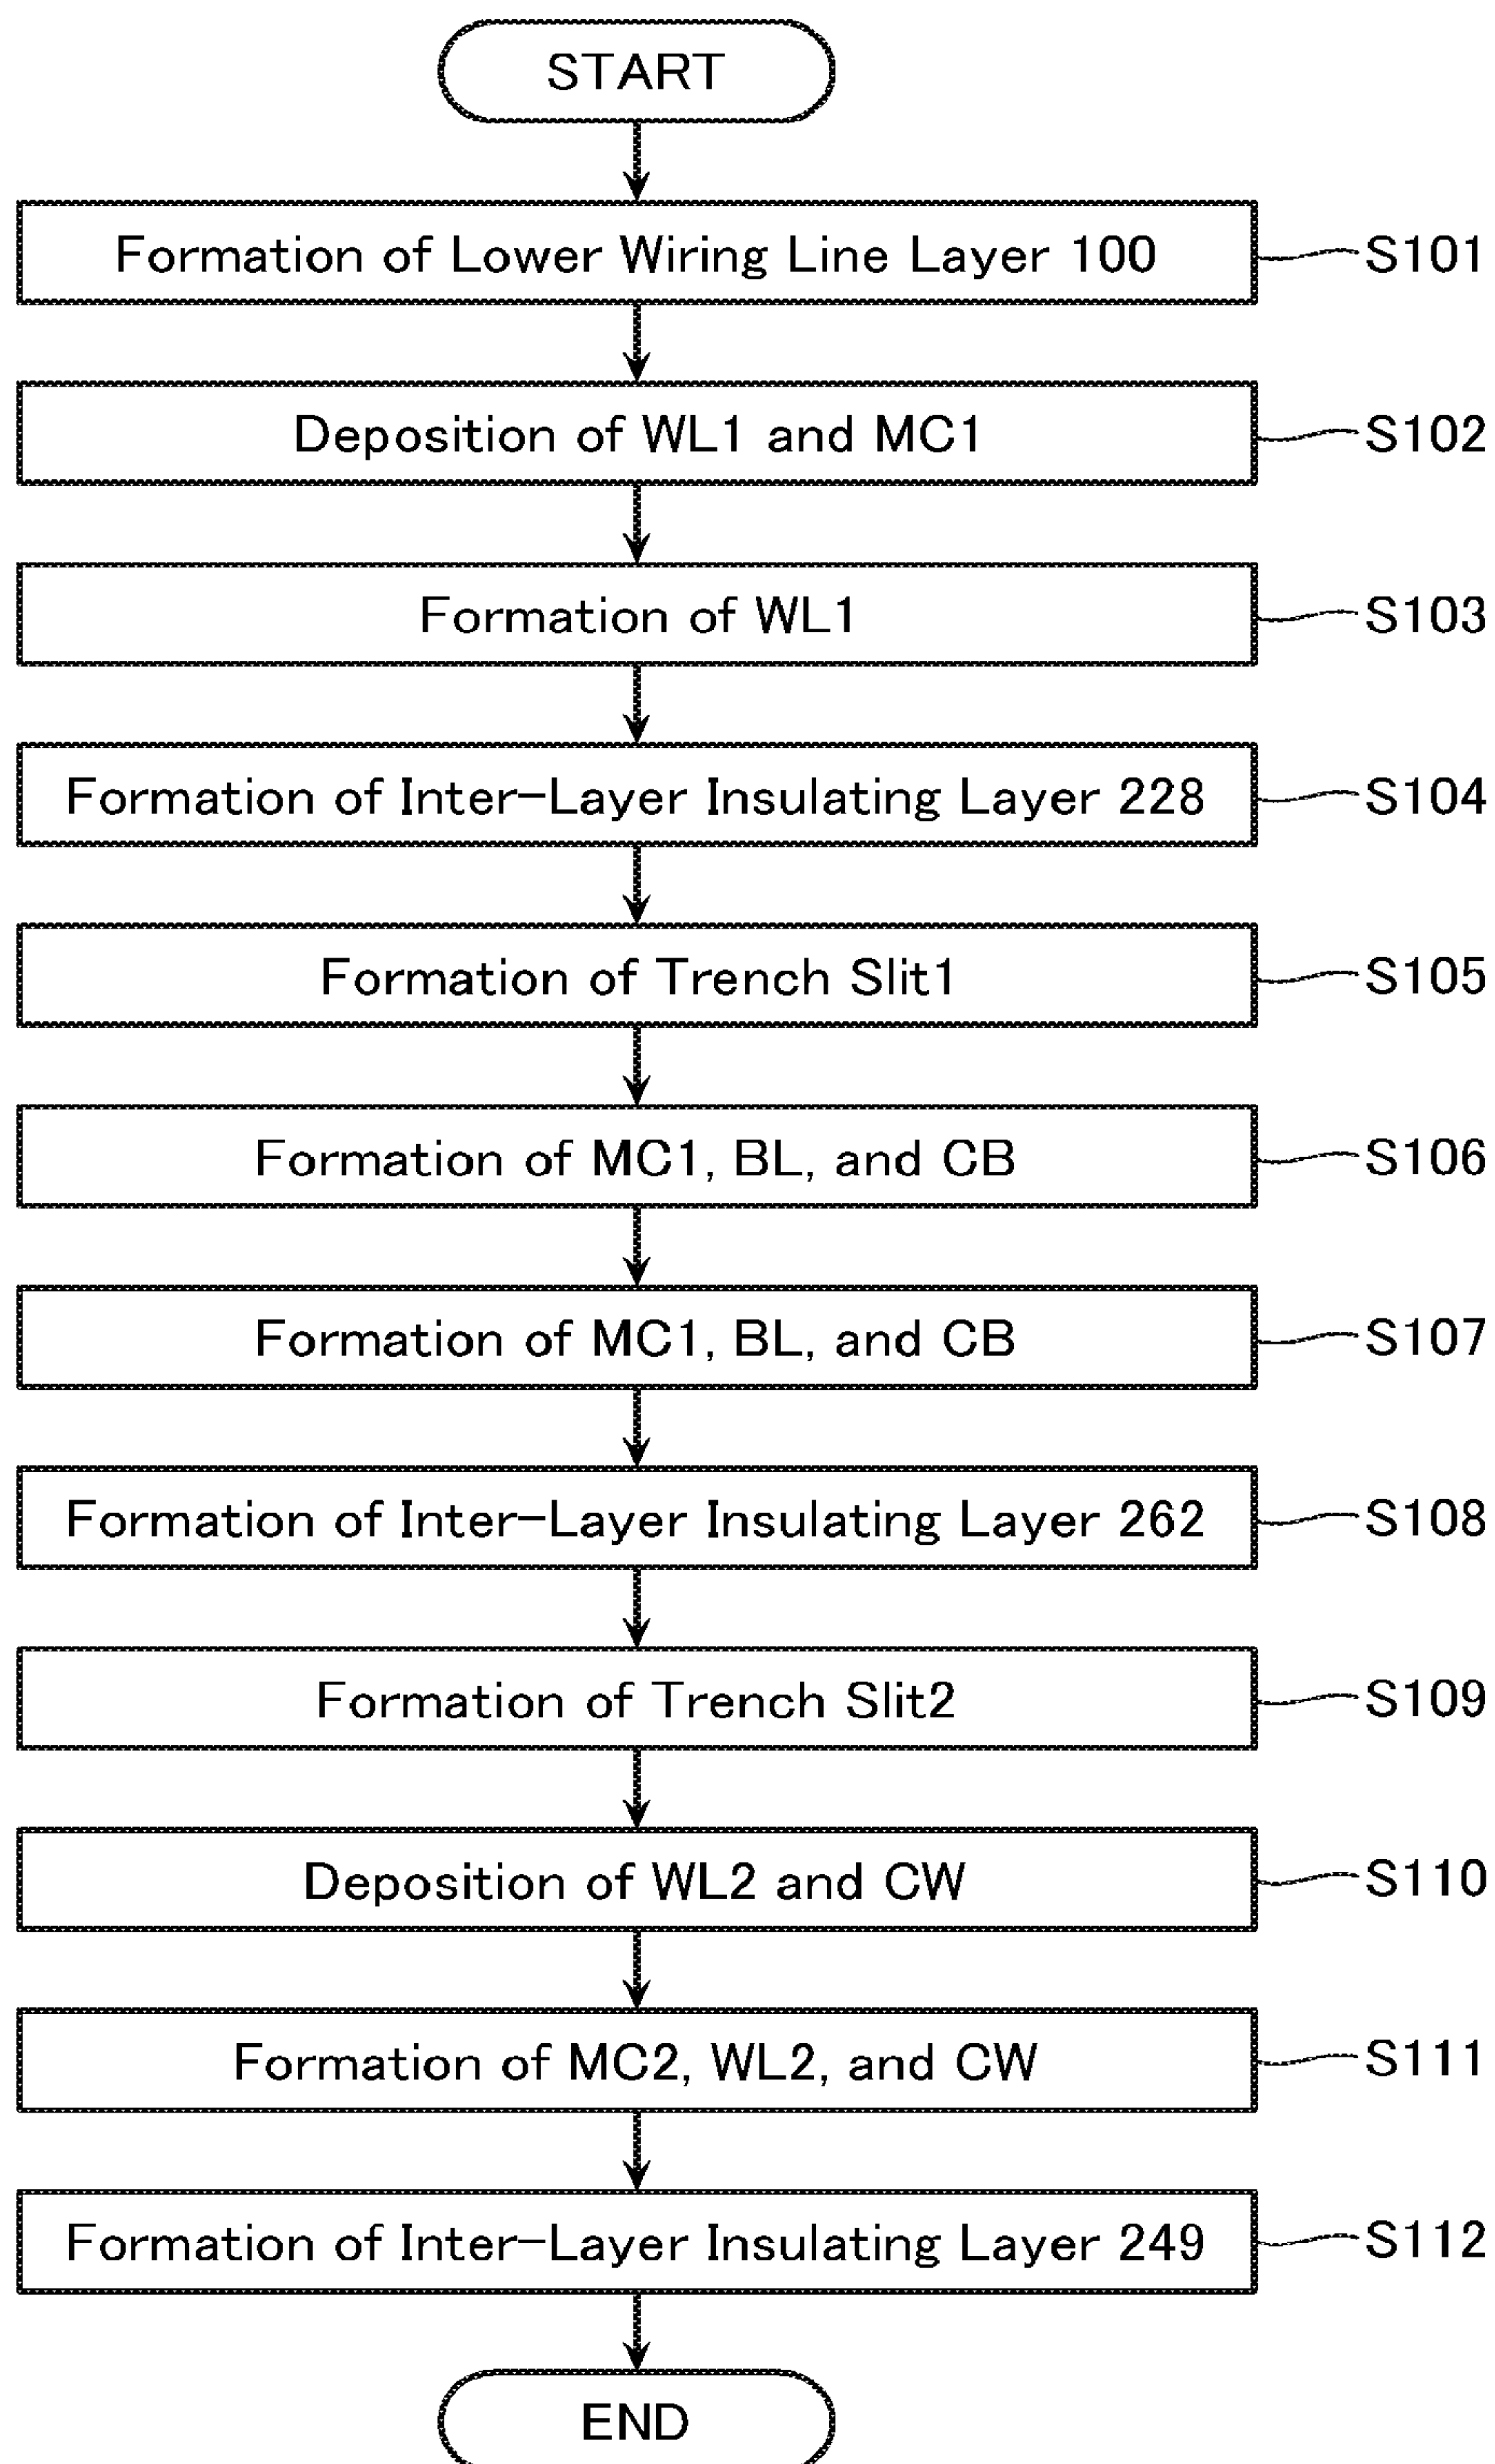 START
Formation of Lower Wiring Line Layer 100
S101
Deposition of WL1 and MC1
S102
Formation of WL1
S103
Formation of Inter-Layer Insulating Layer 228
S104
Formation of Trench Slit1
S105
Formation of MC1, BL, and CB
S106
Formation of MC1, BL, and CB
S107
Formation of Inter-Layer Insulating Layer 262
S108
Formation of Trench Slit2
S109
Deposition of WL2 and CW
S110
Formation of MC2, WL2, and CW
S111
Formation of Inter-Layer Insulating Layer 249
S112
END